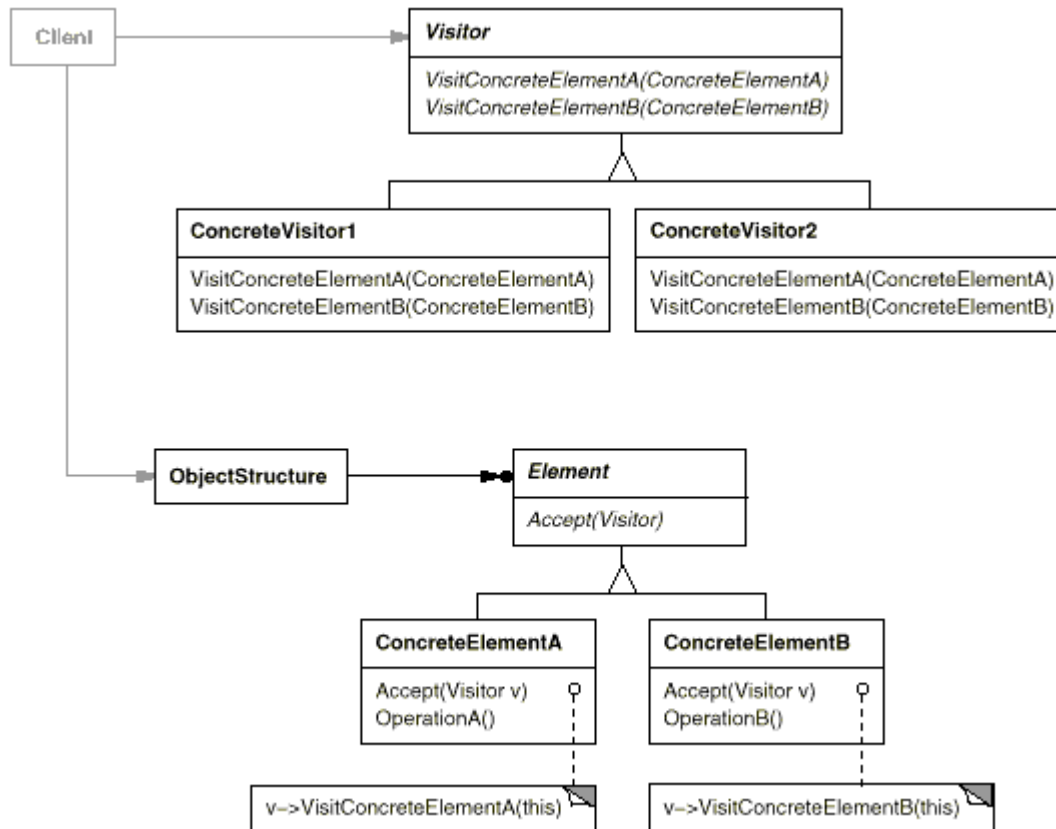 Client
Visitor
VisitConcreteElementA(ConcreteElementA)
VisitConcreteElementB(ConcreteElementB)
ConcreteVisitor1
VisitConcreteElementA(ConcreteElementA)
VisitConcreteElementB(ConcreteElementB)
ConcreteVisitor2
VisitConcreteElementA(ConcreteElementA)
VisitConcreteElementB(ConcreteElementB)
ObjectStructure
Element
Accept(Visitor)
ConcreteElementA
Accept(Visitor v)
OperationA()
ConcreteElementB
Accept(Visitor v)
OperationB()
v->VisitConcreteElementA(this)
v->VisitConcreteElementB(this)